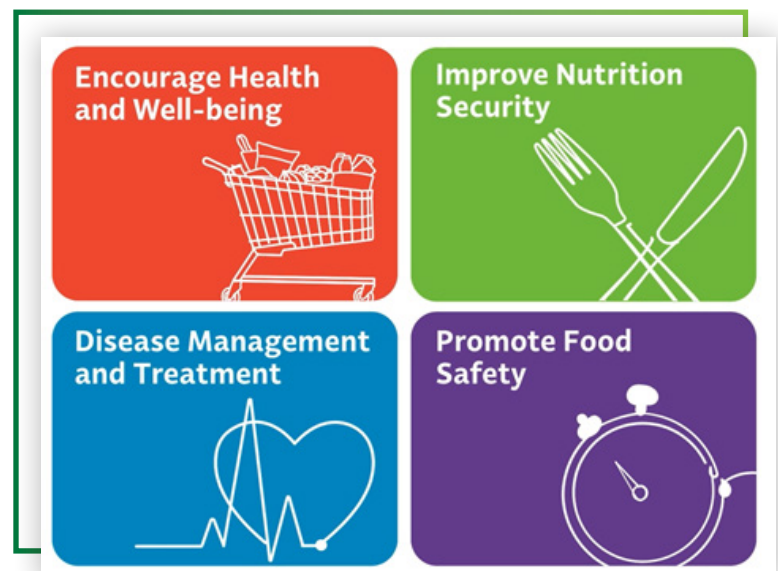 Encourage Health
and Well-being
Improve Nutrition
Security
Disease Management
and Treatment
Promote Food
Safety